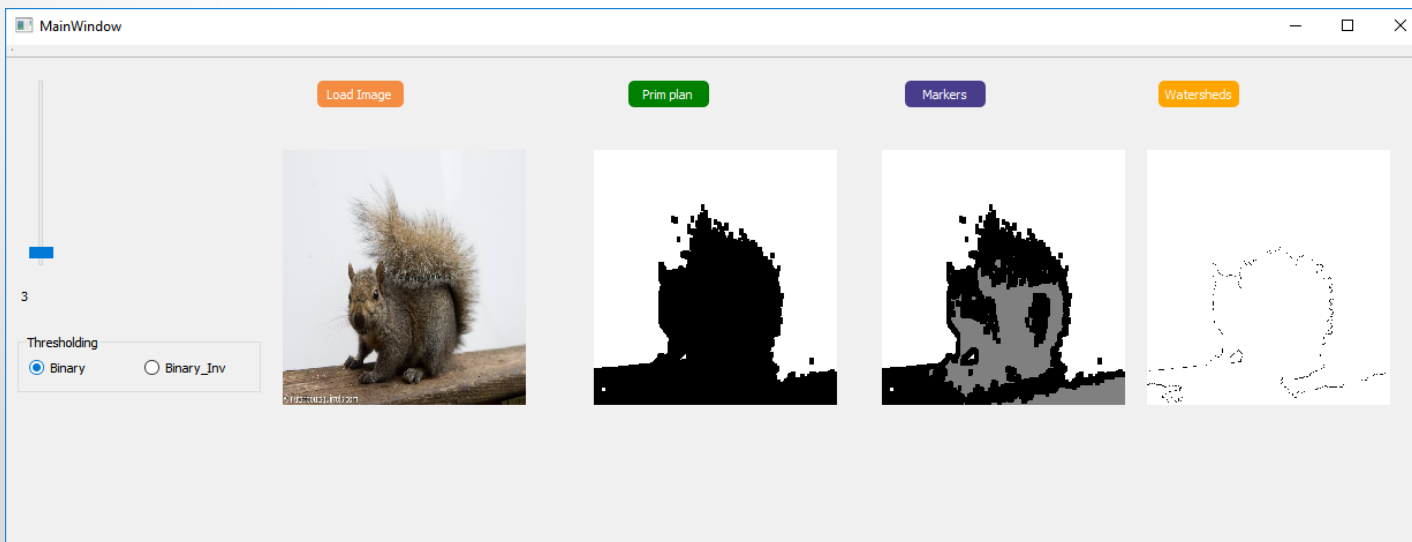 MainWindow
Load Image
Prim plan
Markers
Watersheds
3
Thresholding
Binary
Binary_Inv